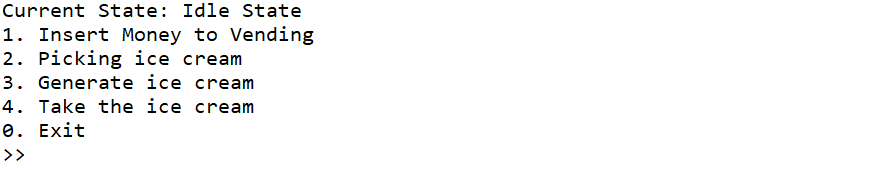 Current State: Idle State
1. Insert Money to Vending
2. Picking ice cream
3. Generate ice cream
4. Take the ice cream
0. Exit
>>